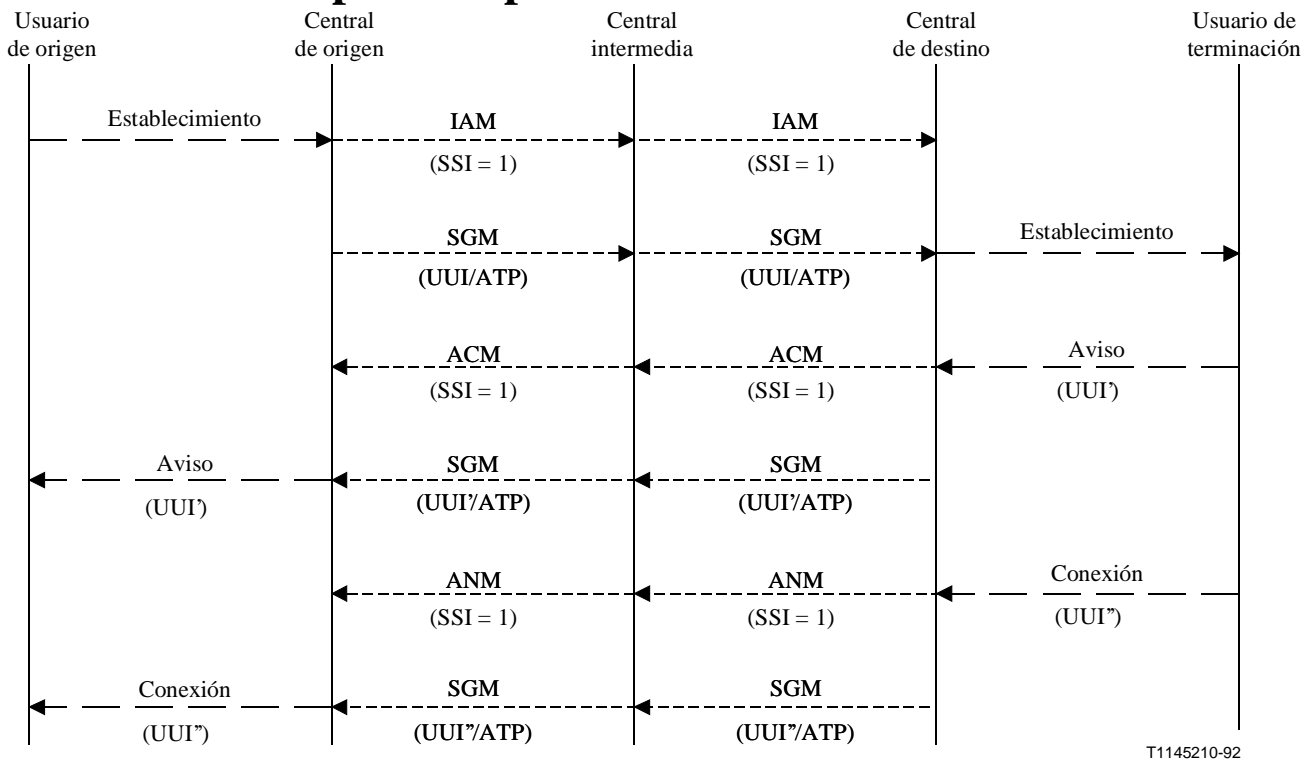 Usuario
de origen
Central
de origen
Central
intermedia
Central
de destino
Usuario de
terminación
Establecimiento
IAM
IAM
(SSI = 1)
(SSI = 1)
SGM
SGM
Establecimiento
(UUI/ATP)
(UUI/ATP)
ACM
ACM
Aviso
(SSI = 1)
(SSI = 1)
(UUI’)
Aviso
SGM
SGM
(UUI’)
(UUI’/ATP)
(UUI’/ATP)
ANM
ANM
Conexión
(SSI = 1)
(SSI = 1)
(UUI”)
Conexión
SGM
SGM
(UUI”)
(UUI”/ATP)
(UUI”/ATP)
T1145210-92